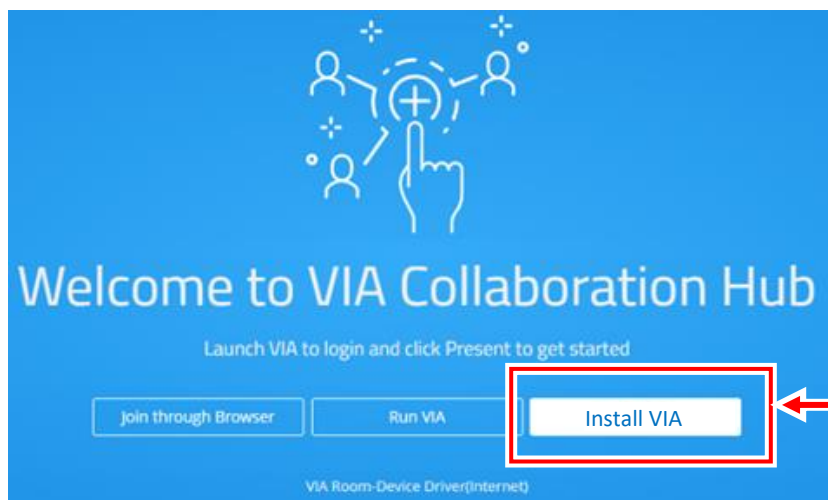 Welcome to VIA Collaboration Hub
Launch VIA to login and click Present to get started
Join through Browser
Run VIA
Install VIA
VIA Room-Device Driver(Internet)